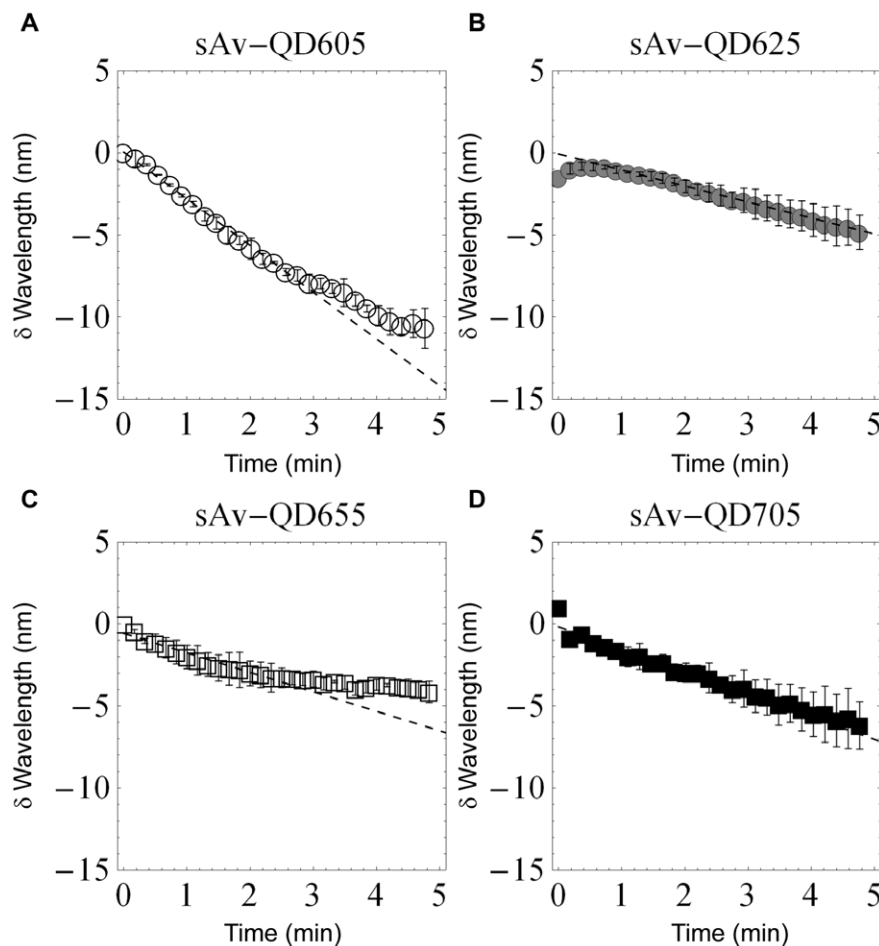 A
sAv−QD605
5
0
−5
−10
−15
δ Wavelength (nm)
0 1 2 3 4 5
Time (min)
B
sAv−QD625
5
0
−5
−10
−15
δ Wavelength (nm)
0 1 2 3 4 5
Time (min)
C
sAv−QD655
5
0
−5
−10
−15
δ Wavelength (nm)
0 1 2 3 4 5
Time (min)
D
sAv−QD705
5
0
−5
−10
−15
δ Wavelength (nm)
0 1 2 3 4 5
Time (min)